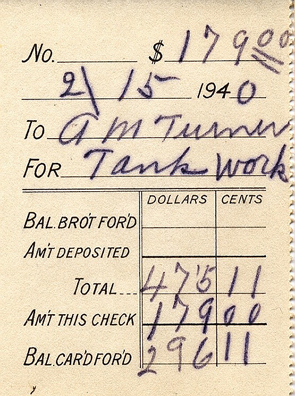 No. $ 179 00
2\ 15 1940
To A M Turner
For Tank Work
DOLLARS CENTS
BAL. BRO'T FOR'D
AM'T DEPOSITED
TOTAL 475 11
AM'T THIS CHECK 179 00
BAL. CAR'D FOR'D 296 11